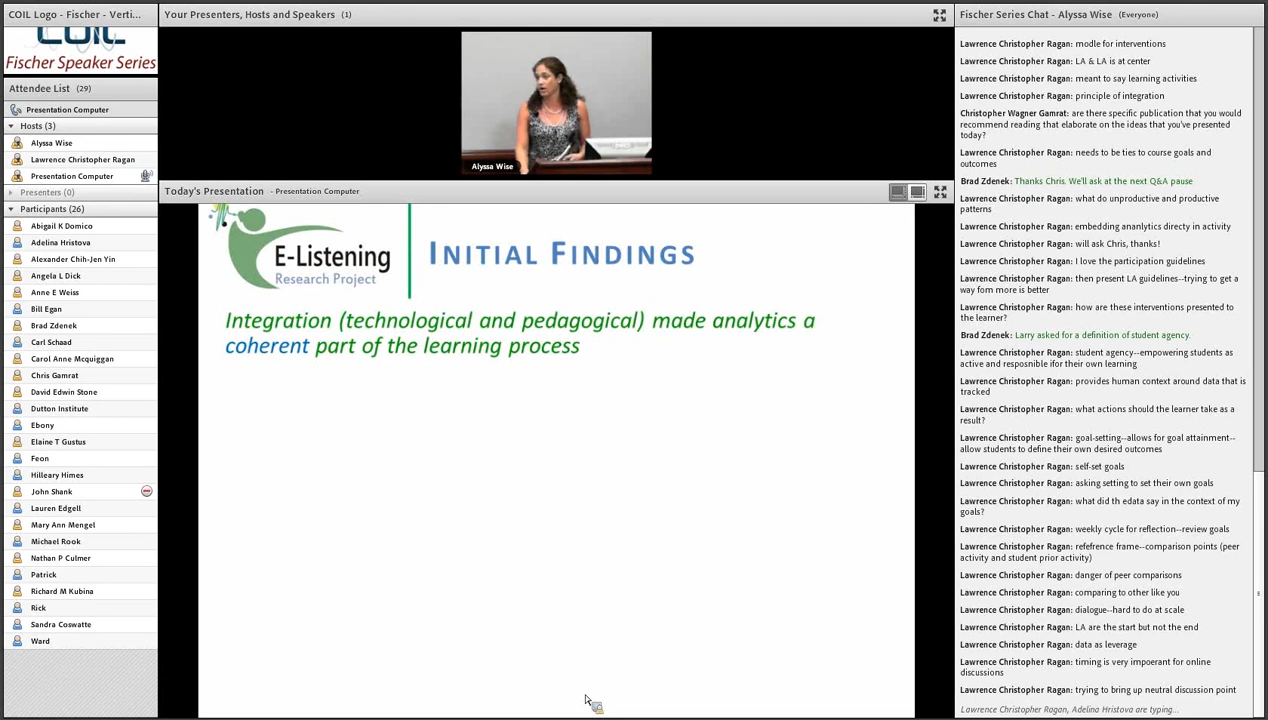 COIL Logo - Fischer - Verti...
COIL
Fischer Speaker Series
Attendee List (29)
Presentation Computer
Hosts (3)
Alyssa Wise
Lawrence Christopher Ragan
Presentation Computer
Presenters (0)
Participants (26)
Abigail K Domico
Adelina Hristova
Alexander Chih-Jen Yin
Angela L Dick
Anne E Weiss
Bill Egan
Brad Zdenek
Carl Schaad
Carol Anne Mcquiggan
Chris Gamrat
David Edwin Stone
Dutton Institute
Ebony
Elaine T Gustus
Feon
Hilleary Himes
John Shank
Lauren Edgell
Mary Ann Mengel
Michael Rook
Nathan P Culmer
Patrick
Richard M Kubina
Rick
Sandra Coswatte
Ward
Your Presenters, Hosts and Speakers (1)
Alyssa Wise
Today's Presentation - Presentation Computer
E-Listening
Research Project
INITIAL FINDINGS
Integration (technological and pedagogical) made analytics a
coherent part of the learning process
Fischer Series Chat - Alyssa Wise (Everyone)
Lawrence Christopher Ragan: modle for interventions
Lawrence Christopher Ragan: LA & LA is at center
Lawrence Christopher Ragan: meant to say learning activities
Lawrence Christopher Ragan: principle of integration
Christopher Wagner Gamrat: are there specific publication that you would
recommend reading that elaborate on the ideas that you've presented
today?
Lawrence Christopher Ragan: needs to be ties to course goals and
outcomes
Brad Zdenek: Thanks Chris. We'll ask at the next Q&A pause
Lawrence Christopher Ragan: what do unproductive and productive
patterns
Lawrence Christopher Ragan: embedding ananlytics directy in activity
Lawrence Christopher Ragan: will ask Chris, thanks!
Lawrence Christopher Ragan: I love the participation guidelines
Lawrence Christopher Ragan: then present LA guidelines--trying to get a
way fom more is better
Lawrence Christopher Ragan: how are these interventions presented to
the learner?
Brad Zdenek: Larry asked for a definition of student agency.
Lawrence Christopher Ragan: student agency--empowering students as
active and resposnible ifor their own learning
Lawrence Christopher Ragan: provides human context around data that is
tracked
Lawrence Christopher Ragan: what actions should the learner take as a
result?
Lawrence Christopher Ragan: goal-setting--allows for goal attainment--
allow students to define their own desired outcomes
Lawrence Christopher Ragan: self-set goals
Lawrence Christopher Ragan: asking setting to set their own goals
Lawrence Christopher Ragan: what did th edata say in the context of my
goals?
Lawrence Christopher Ragan: weekly cycle for reflection--review goals
Lawrence Christopher Ragan: refefrence frame--comparison points (peer
activity and student prior activity)
Lawrence Christopher Ragan: danger of peer comparisons
Lawrence Christopher Ragan: comparing to other like you
Lawrence Christopher Ragan: dialogue--hard to do at scale
Lawrence Christopher Ragan: LA are the start but not the end
Lawrence Christopher Ragan: data as leverage
Lawrence Christopher Ragan: timing is very impoerant for online
discussions
Lawrence Christopher Ragan: trying to bring up neutral discussion point
Lawrence Christopher Ragan, Adelina Hristova are typing...